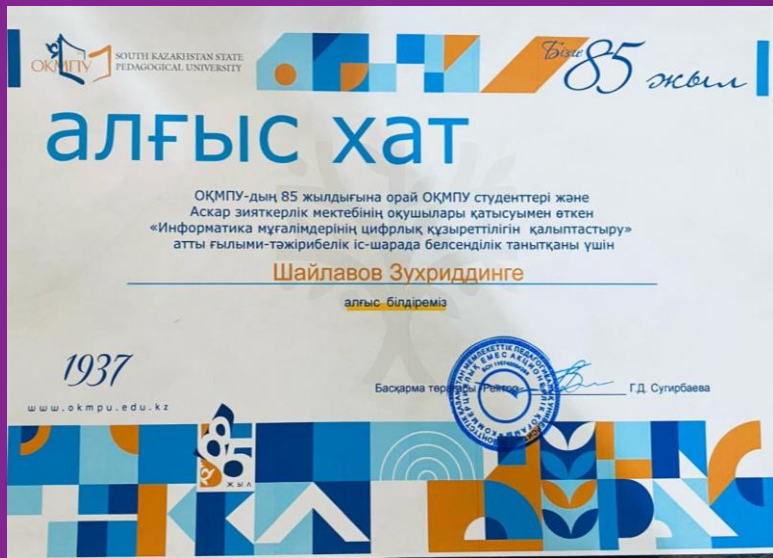 ОҚМПУ
SOUTH KAZAKHSTAN STATE
PEDAGOGICAL UNIVERSITY
Бізге 85 жыл
алғыс хат
ОҚМПУ-дың 85 жылдығына орай ОҚМПУ студенттері және
Аскар зияткерлік мектебінің оқушылары қатысуымен өткен
«Информатика мұғалімдерінің цифрлық құзыреттілігін қалыптастыру»
атты ғылыми-тәжірибелік іс-шарада белсенділік танытқаны үшін
Шайлавов Зухриддинге
алғыс білдіреміз
1937
Басқарма төрағасы-Ректор Г.Д. Сугирбаева
www.okmpu.edu.kz
85
ЖЫЛ